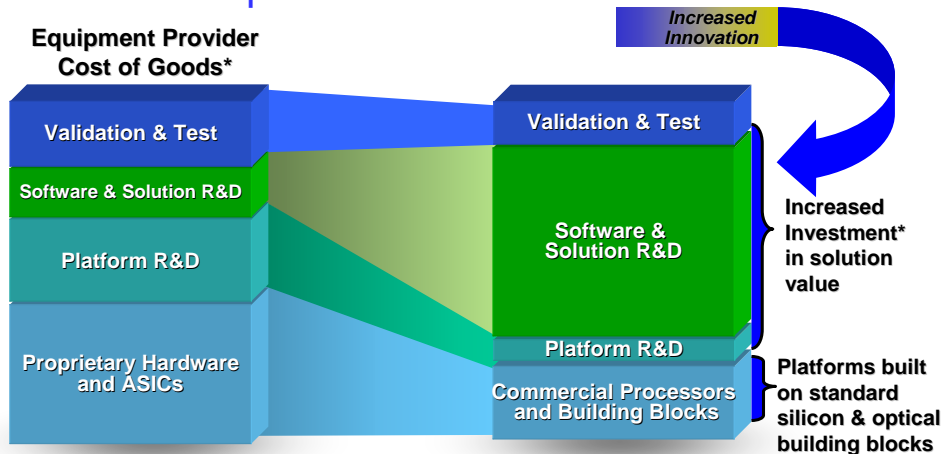 Increased
Innovation
Equipment Provider
Cost of Goods*
Validation & Test
Software & Solution R&D
Platform R&D
Proprietary Hardware
and ASICs
Validation & Test
Software &
Solution R&D
Platform R&D
Commercial Processors
and Building Blocks
Increased
Investment*
in solution
value
Platforms built
on standard
silicon & optical
building blocks